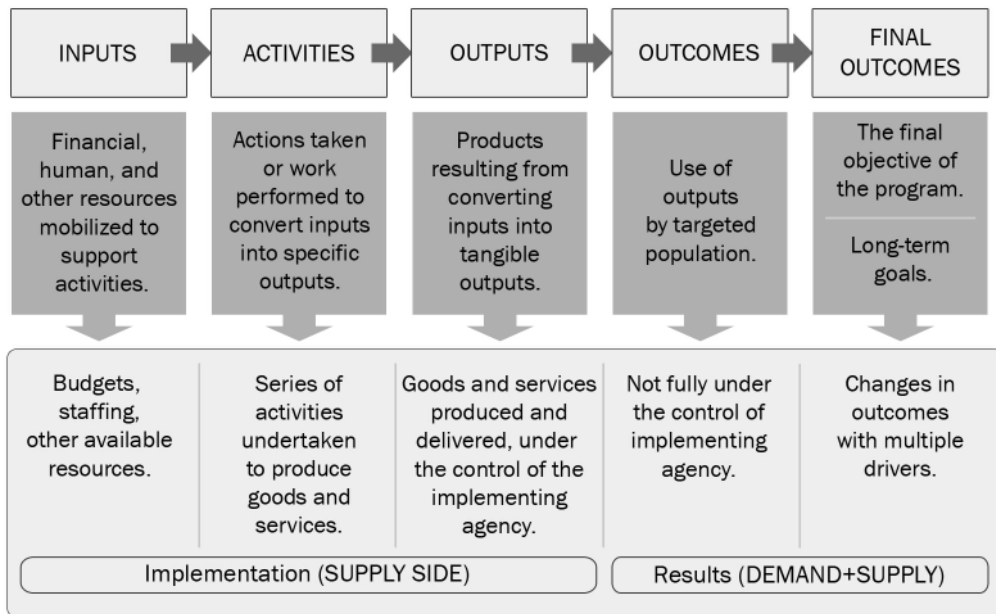 INPUTS
ACTIVITIES
OUTPUTS
OUTCOMES
FINAL
OUTCOMES
Financial,
human, and
other resources
mobilized to
support
activities.
Actions taken
or work
performed to
convert inputs
into specific
outputs.
Products
resulting from
converting
inputs into
tangible
outputs.
Use of
outputs
by targeted
population.
The final
objective of
the program.
Long-term
goals.
Budgets,
staffing,
other available
resources.
Series of
activities
undertaken
to produce
goods and
services.
Goods and services
produced and
delivered, under
the control of the
implementing
agency.
Not fully under
the control of
implementing
agency.
Changes in
outcomes
with multiple
drivers.
Implementation (SUPPLY SIDE)
Results (DEMAND+SUPPLY)